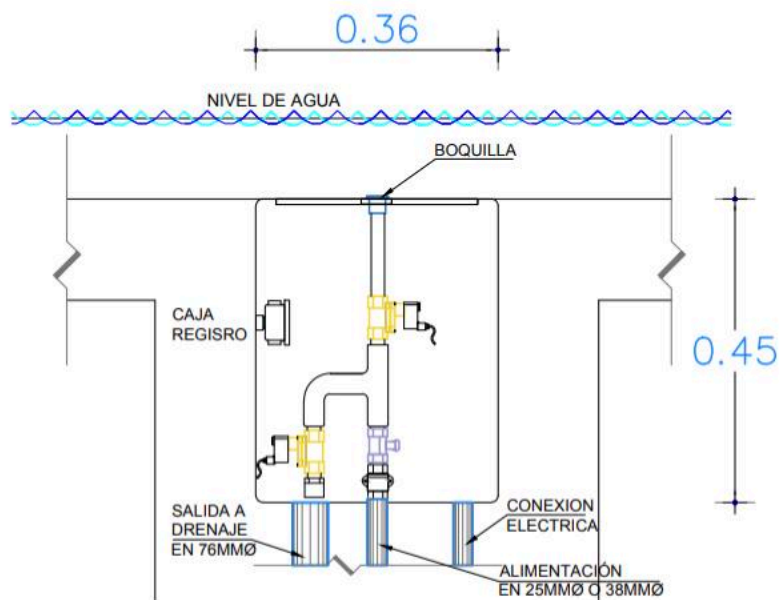 0.36
NIVEL DE AGUA
BOQUILLA
CAJA
REGISRO
0.45
SALIDA A
DRENAJE
EN 76MMØ
CONEXION
ELECTRICA
ALIMENTACIÓN
EN 25MMØ O 38MMØ